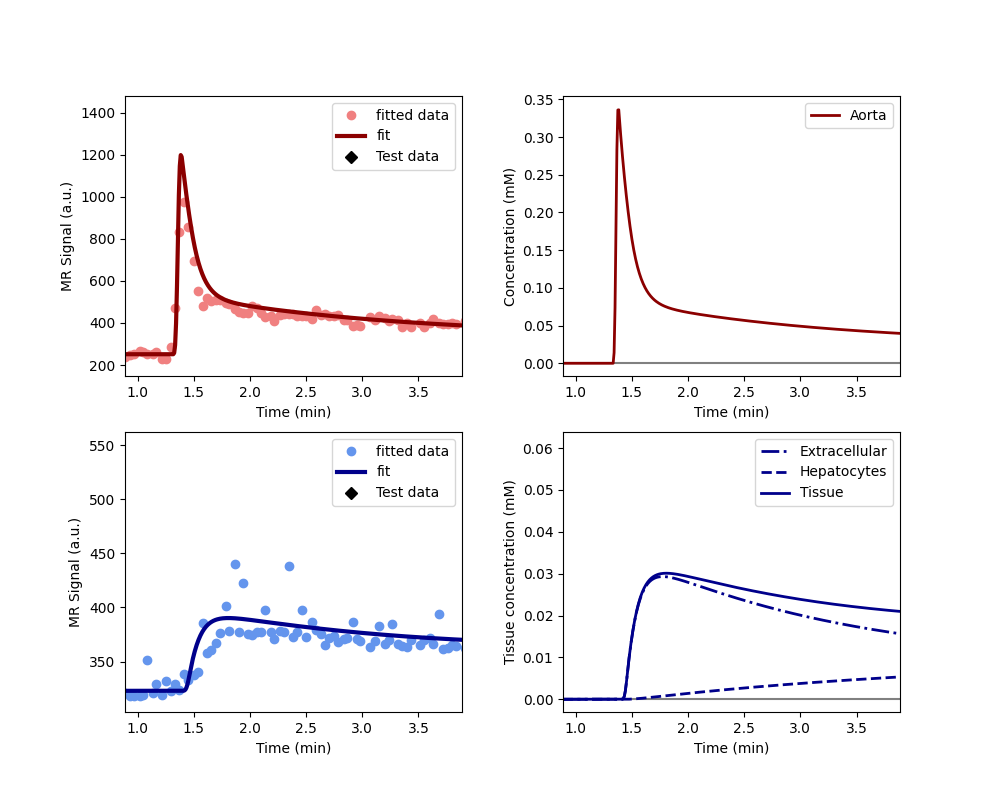 1400
1200
1000
800
600
400
200
MR Signal (a.u.)
fitted data
fit
Test data
1.0 1.5 2.0 2.5 3.0 3.5
Time (min)
0.35
0.30
0.25
0.20
0.15
0.10
0.05
0.00
Concentration (mM)
Aorta
1.0 1.5 2.0 2.5 3.0 3.5
Time (min)
550
500
450
400
350
MR Signal (a.u.)
fitted data
fit
Test data
1.0 1.5 2.0 2.5 3.0 3.5
Time (min)
0.06
0.05
0.04
0.03
0.02
0.01
0.00
Tissue concentration (mM)
Extracellular
Hepatocytes
Tissue
1.0 1.5 2.0 2.5 3.0 3.5
Time (min)